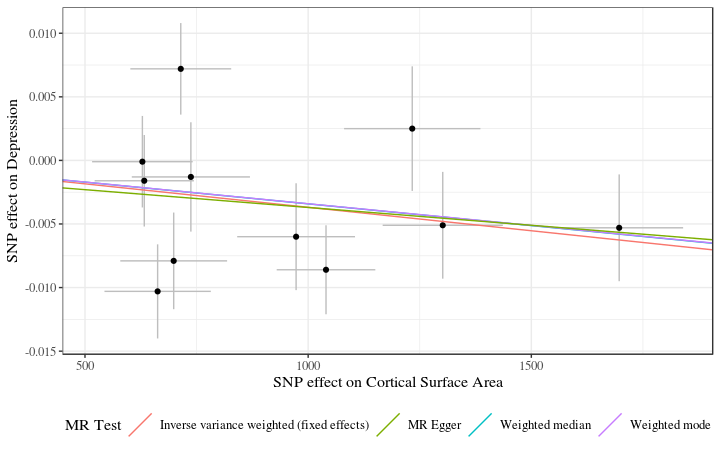 0.010
0.005
0.000
-0.005
-0.010
-0.015
SNP effect on Depression
500
1000
1500
SNP effect on Cortical Surface Area
MR Test
Inverse variance weighted (fixed effects)
MR Egger
Weighted median
Weighted mode